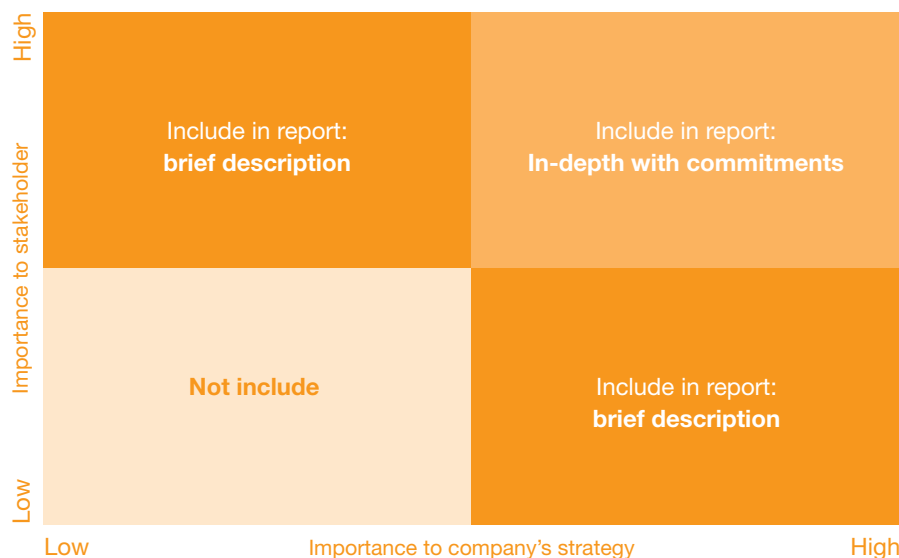 High
Importance to stakeholder
Low
Include in report:
brief description
Include in report:
In-depth with commitments
Not include
Include in report:
brief description
Low
Importance to company's strategy
High